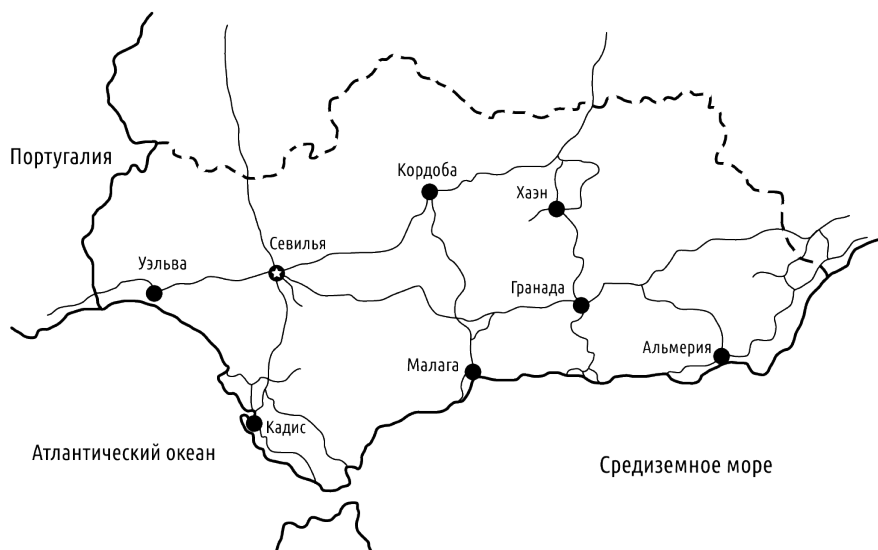 Португалия
Кордоба
Хаэн
Севилья
Уэльва
Гранада
Альмерия
Малага
Кадис
Атлантический океан
Средиземное море